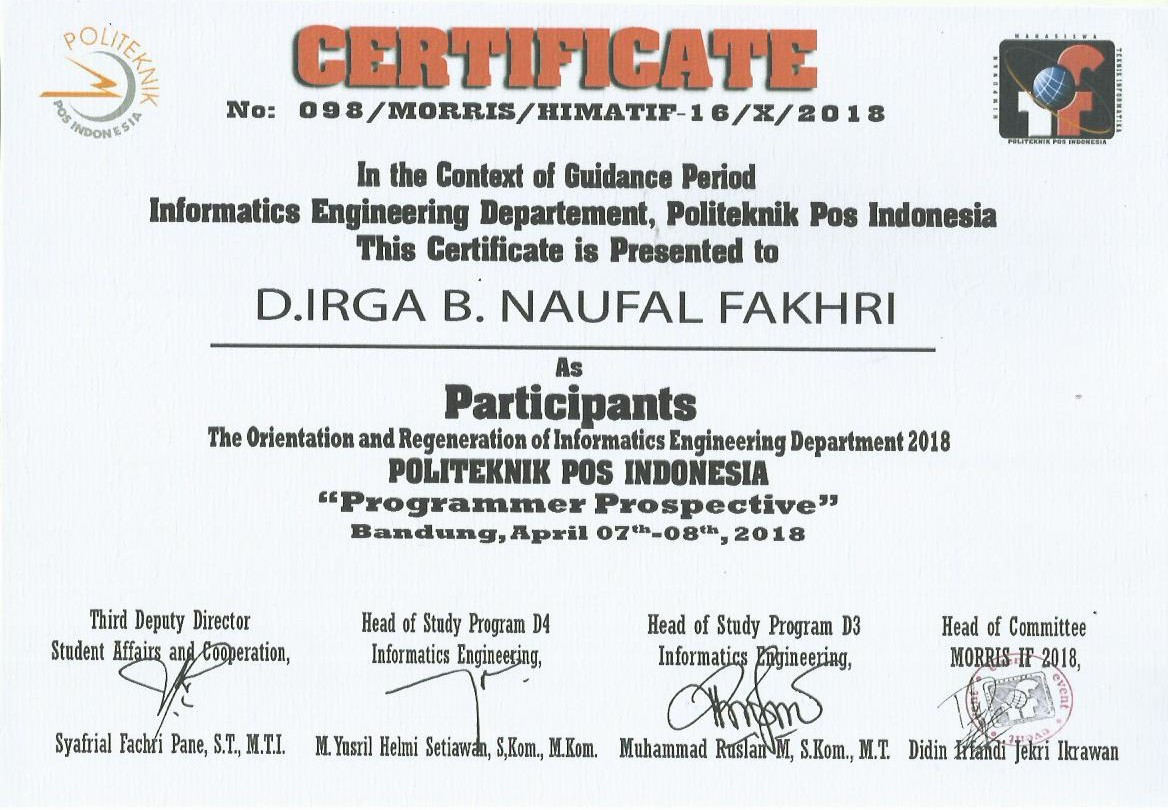 POLITEKNIK
POS INDONESIA
CERTIFICATE
No: 098/MORRIS/HIMATIF-16/X/2018
HIMPUNAN
MAHASISWA
TEKNIK INFORMATIKA
POLITEKNIK POS INDONESIA
In the Context of Guidance Period
Informatics Engineering Departement, Politeknik Pos Indonesia
This Certificate is Presented to
D.IRGA B. NAUFAL FAKHRI
As
Participants
The Orientation and Regeneration of Informatics Engineering Department 2018
POLITEKNIK POS INDONESIA
“Programmer Prospective”
Bandung, April 07th-08th, 2018
Third Deputy Director
Student Affairs and Cooperation,
Syafrial Fachri Pane, S.T., M.T.I.
Head of Study Program D4
Informatics Engineering,
M. Yusril Helmi Setiawan, S,Kom., M.Kom.
Head of Study Program D3
Informatics Engineering,
Muhammad Ruslan M, S.Kom., M.T.
Head of Committee
MORRIS IF 2018,
event
event
Didin Irfandi Jekri Ikrawan